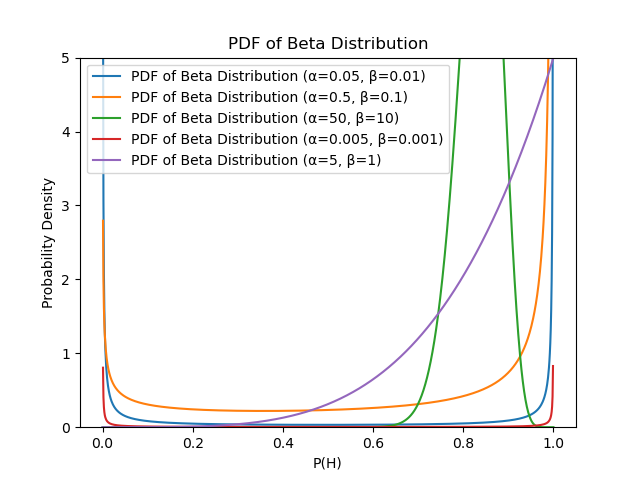 PDF of Beta Distribution
PDF of Beta Distribution (α=0.05, β=0.01)
PDF of Beta Distribution (α=0.5, β=0.1)
PDF of Beta Distribution (α=50, β=10)
PDF of Beta Distribution (α=0.005, β=0.001)
PDF of Beta Distribution (α=5, β=1)
Probability Density
5
4
3
2
1
0
0.0 0.2 0.4 0.6 0.8 1.0
P(H)